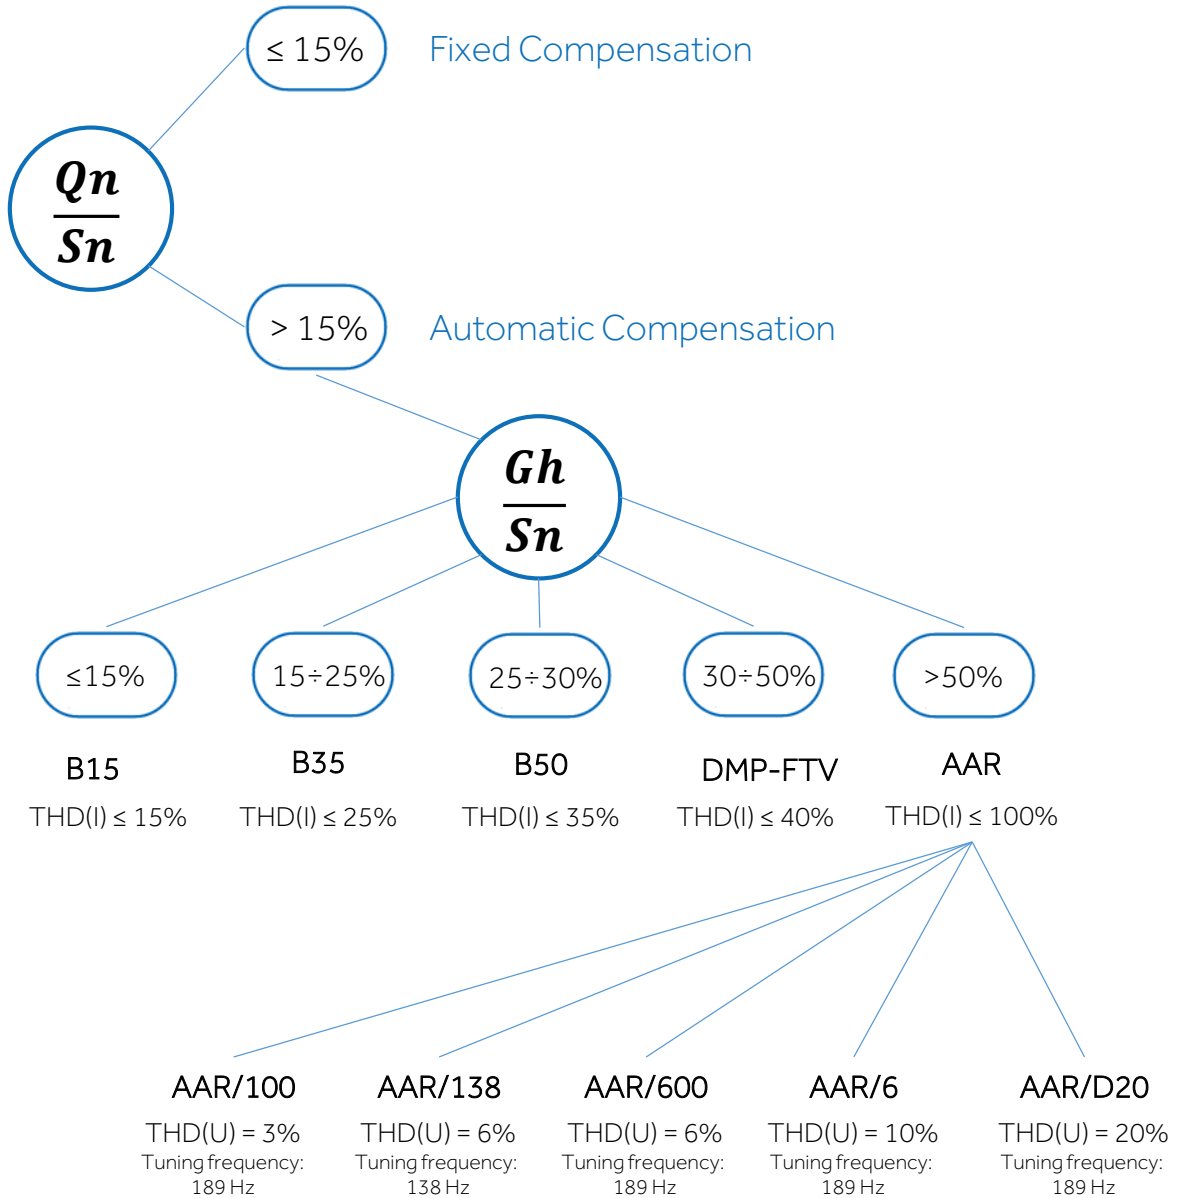 ≤ 15%
Fixed Compensation
Qn
Sn
> 15%
Automatic Compensation
Gh
Sn
≤15%
15÷25%
25÷30%
30÷50%
>50%
B15
B35
B50
DMP-FTV
AAR
THD(I) ≤ 15%
THD(I) ≤ 25%
THD(I) ≤ 35%
THD(I) ≤ 40%
THD(I) ≤ 100%
AAR/100
AAR/138
AAR/600
AAR/6
AAR/D20
THD(U) = 3%
THD(U) = 6%
THD(U) = 6%
THD(U) = 10%
THD(U) = 20%
Tuning frequency:
Tuning frequency:
Tuning frequency:
Tuning frequency:
Tuning frequency:
189 Hz
138 Hz
189 Hz
189 Hz
189 Hz